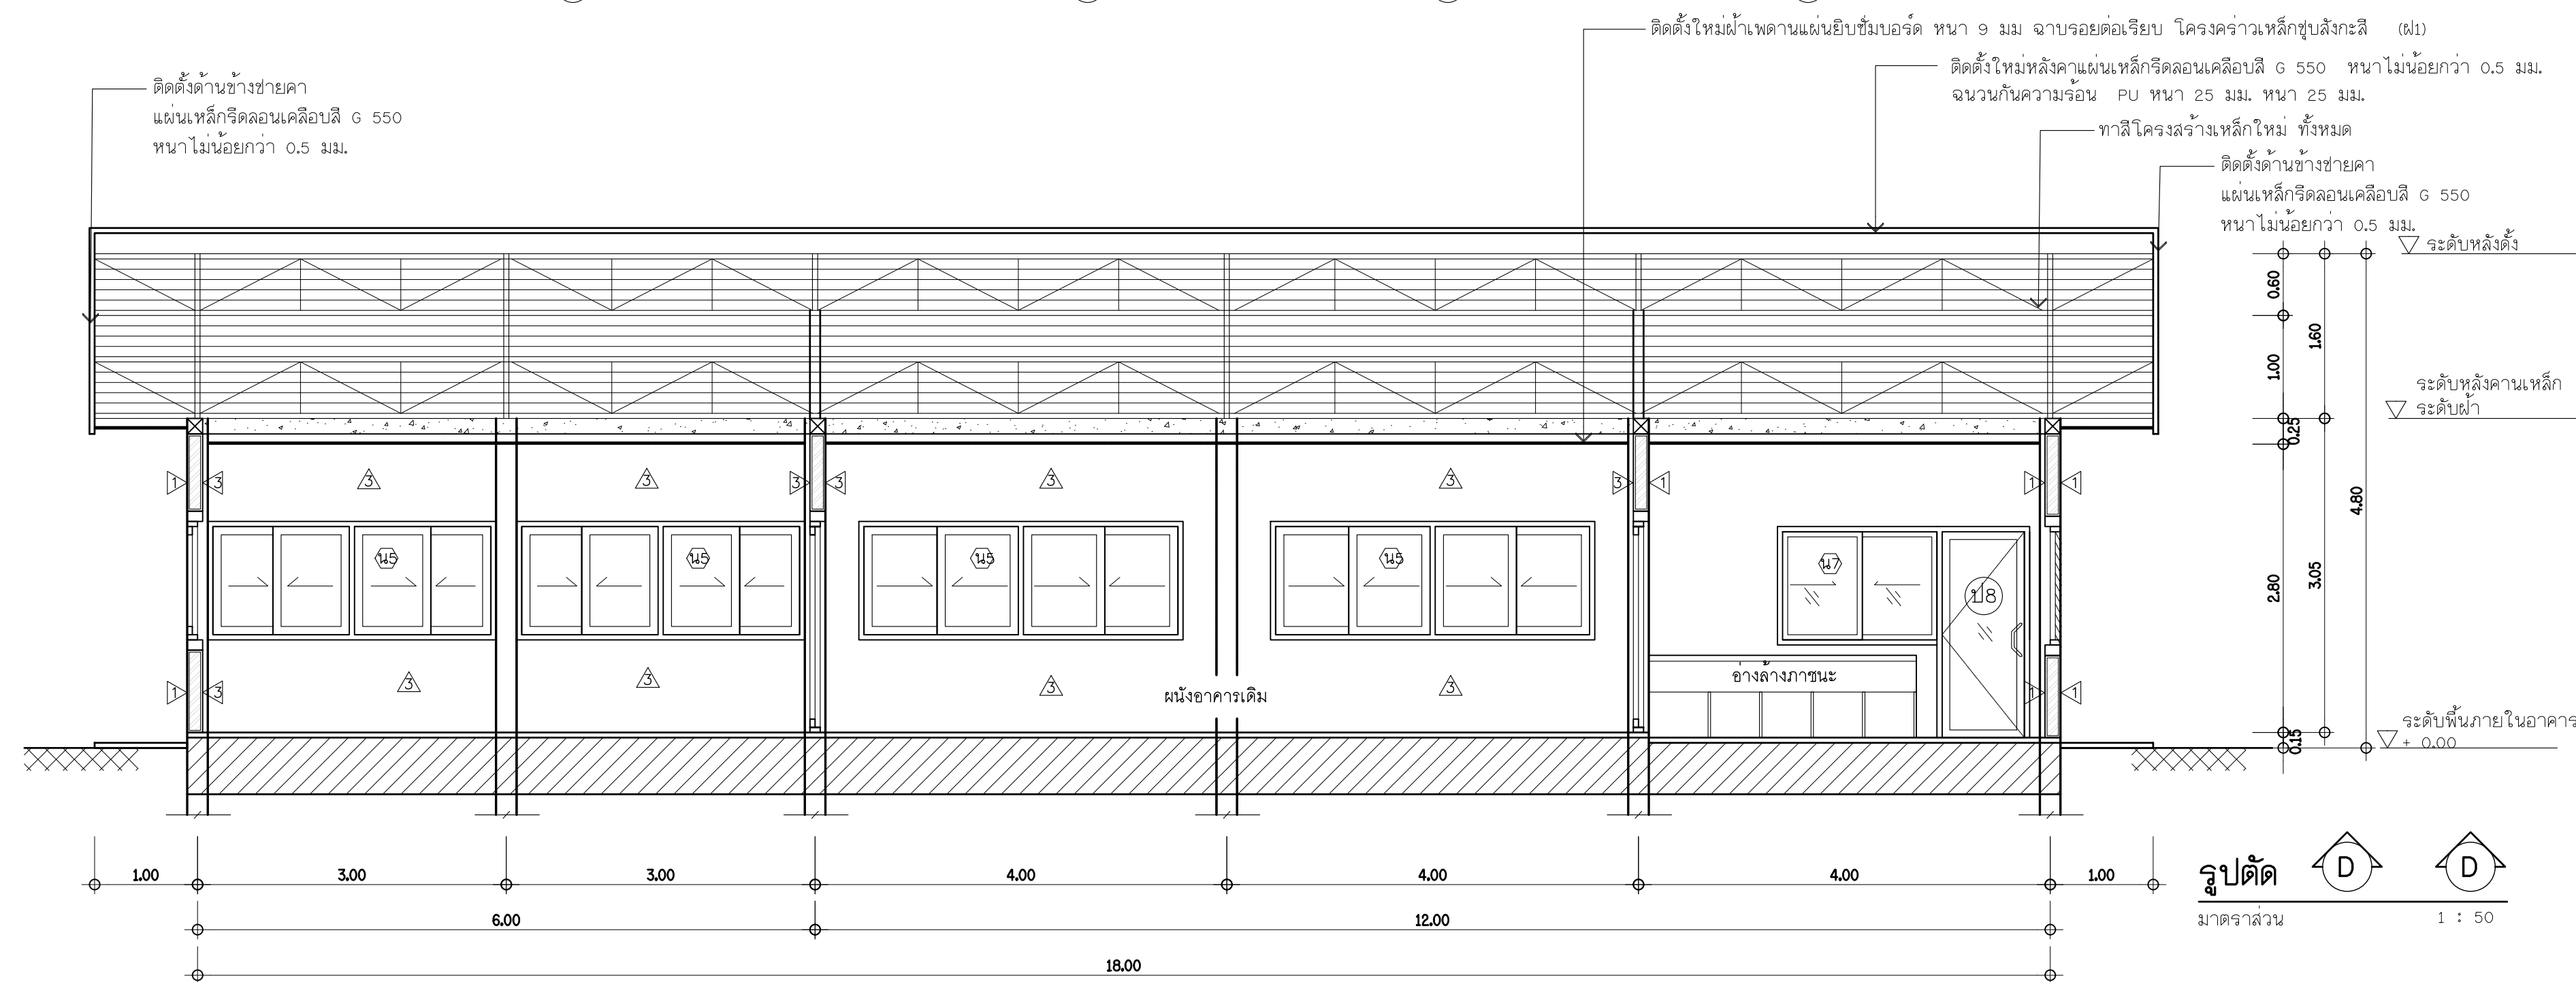 ติดตั้งใหม่ฝ้าเพดานแผ่นยิบซั่มบอร์ด หนา 9 มม ฉาบรอยต่อเรียบ โครงคร่าวเหล็กชุบสังกะสี (ฝ1)
ติดตั้งใหม่หลังคาแผ่นเหล็กรีดลอนเคลือบสี G 550 หนาไม่น้อยกว่า 0.5 มม.
ฉนวนกันความร้อน PU หนา 25 มม. หนา 25 มม.
ทาสีโครงสร้างเหล็กใหม่ ทั้งหมด
ติดตั้งด้านข้างชายคา
แผ่นเหล็กรีดลอนเคลือบสี G 550
หนาไม่น้อยกว่า 0.5 มม.
ติดตั้งด้านข้างชายคา
แผ่นเหล็กรีดลอนเคลือบสี G 550
หนาไม่น้อยกว่า 0.5 มม.
ระดับหลังดั้ง
0.60
1.00
1.60
ระดับหลังคานเหล็ก
ระดับฝ้า
0.25
4.80
2.80
3.05
0.15
ระดับพื้นภายในอาคาร
+ 0.00
3 3 3 3
1 3 3 3 3 1 1 1
น5 น5 น5 น5 น7
ป8
3 3 3 3
1 3 1 1
อ่างล้างภาชนะ
ผนังอาคารเดิม
1.00 3.00 3.00 4.00 4.00 4.00 1.00
6.00 12.00
18.00
รูปตัด D D
มาตราส่วน 1 : 50